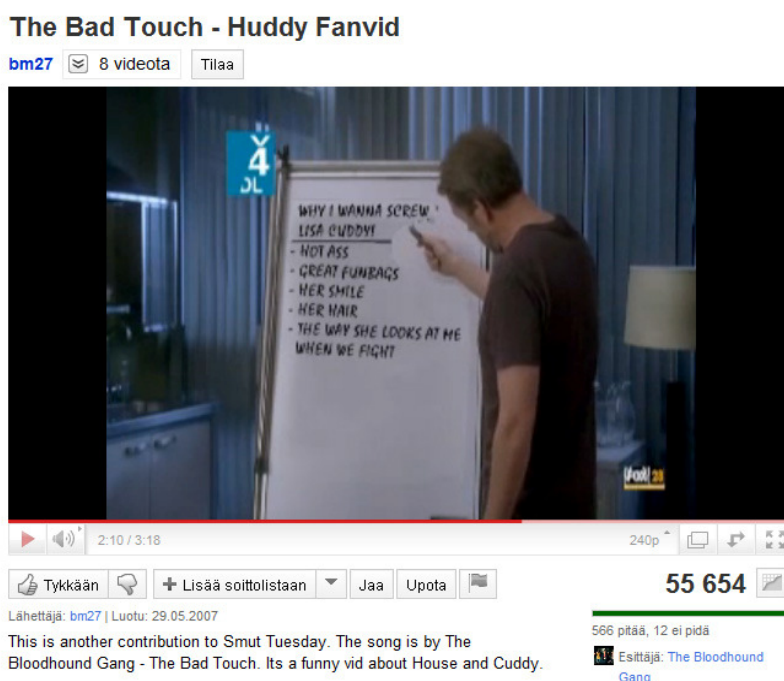 The Bad Touch - Huddy Fanvid
bm27 8 videota Tilaa
4
DL
WHY I WANNA SCREW
LISA CUDDY!
- HOT ASS
- GREAT FUNBAGS
- HER SMILE
- HER HAIR
- THE WAY SHE LOOKS AT ME
WHEN WE FIGHT
FOX 28
2:10 / 3:18 240p
Tykkään Lisää soittolistaan Jaa Upota 55 654
Lähettäjä: bm27 | Luotu: 29.05.2007
566 pitää, 12 ei pidä
This is another contribution to Smut Tuesday. The song is by The
Bloodhound Gang - The Bad Touch. Its a funny vid about House and Cuddy.
Esittäjä: The Bloodhound
Gang